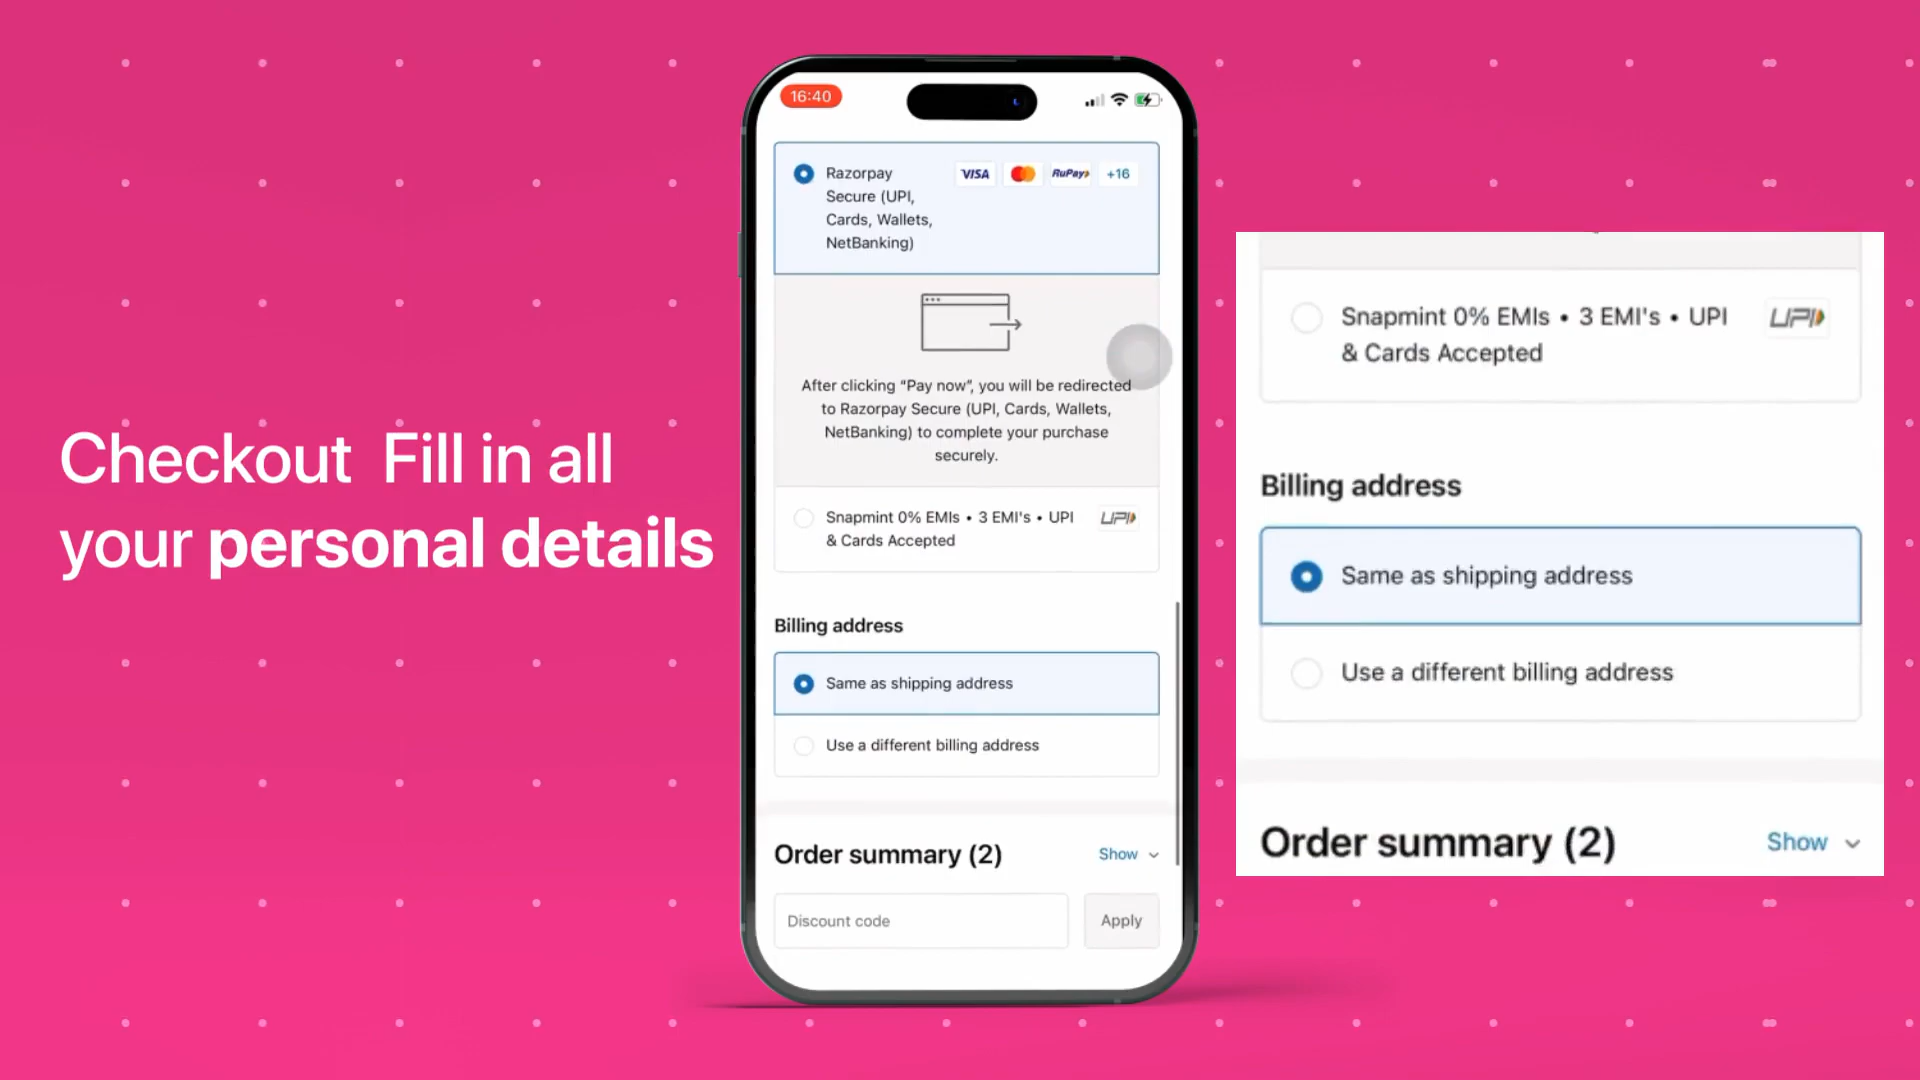 Checkout  Fill in all
your personal details
16:40
Razorpay
Secure (UPI,
Cards, Wallets,
NetBanking)
VISA
RuPay
+16
After clicking “Pay now”, you will be redirected
to Razorpay Secure (UPI, Cards, Wallets,
NetBanking) to complete your purchase
securely.
Snapmint 0% EMIs • 3 EMI's • UPI
& Cards Accepted
UPI
Billing address
Same as shipping address
Use a different billing address
Order summary (2)
Show
Discount code
Apply
Snapmint 0% EMIs • 3 EMI's • UPI
& Cards Accepted
UPI
Billing address
Same as shipping address
Use a different billing address
Order summary (2)
Show